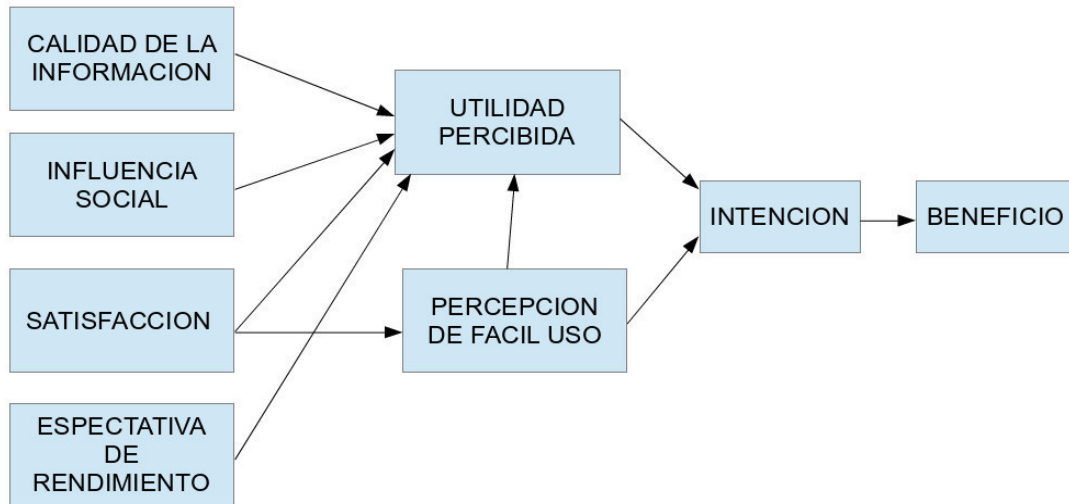 CALIDAD DE LA
INFORMACION
INFLUENCIA
SOCIAL
SATISFACCION
ESPECTATIVA
DE
RENDIMIENTO
UTILIDAD
PERCIBIDA
PERCEPCION
DE FACIL USO
INTENCION
BENEFICIO